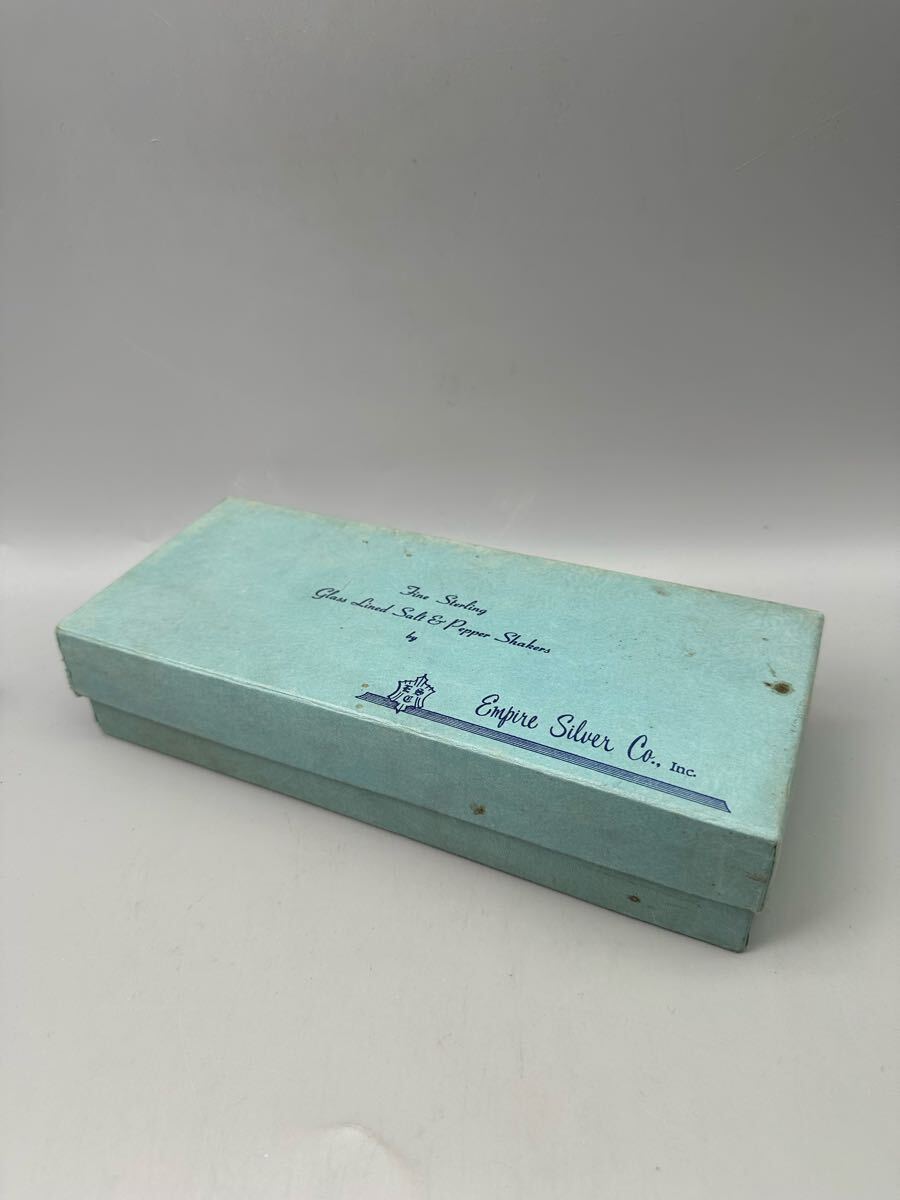 Fine Sterling
Glass Lined Salt & Pepper Shakers
by
E S
C
Empire Silver Co., Inc.